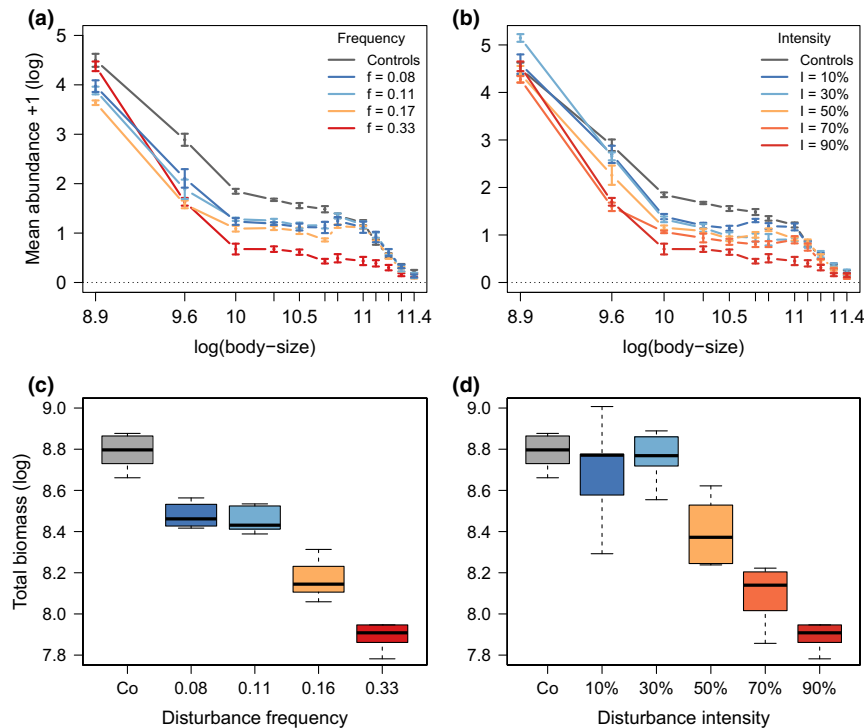 (a)
Mean abundance +1 (log)
5
4
3
2
1
0
Frequency
Controls
f = 0.08
f = 0.11
f = 0.17
f = 0.33
8.9
9.6
10
10.5
11
11.4
log(body−size)
(b)
5
4
3
2
1
0
Intensity
Controls
I = 10%
I = 30%
I = 50%
I = 70%
I = 90%
8.9
9.6
10
10.5
11
11.4
log(body−size)
(c)
Total biomass (log)
9.0
8.8
8.6
8.4
8.2
8.0
7.8
Co
0.08
0.11
0.16
0.33
Disturbance frequency
(d)
9.0
8.8
8.6
8.4
8.2
8.0
7.8
Co
10%
30%
50%
70%
90%
Disturbance intensity